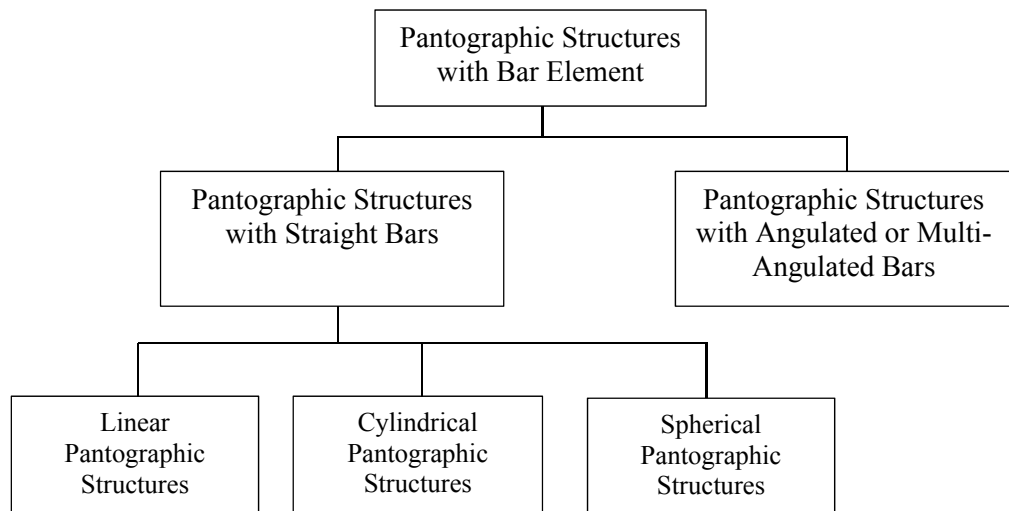 Pantographic Structures
with Bar Element
Pantographic Structures
with Straight Bars
Pantographic Structures
with Angulated or Multi-
Angulated Bars
Linear
Pantographic
Structures
Cylindrical
Pantographic
Structures
Spherical
Pantographic
Structures